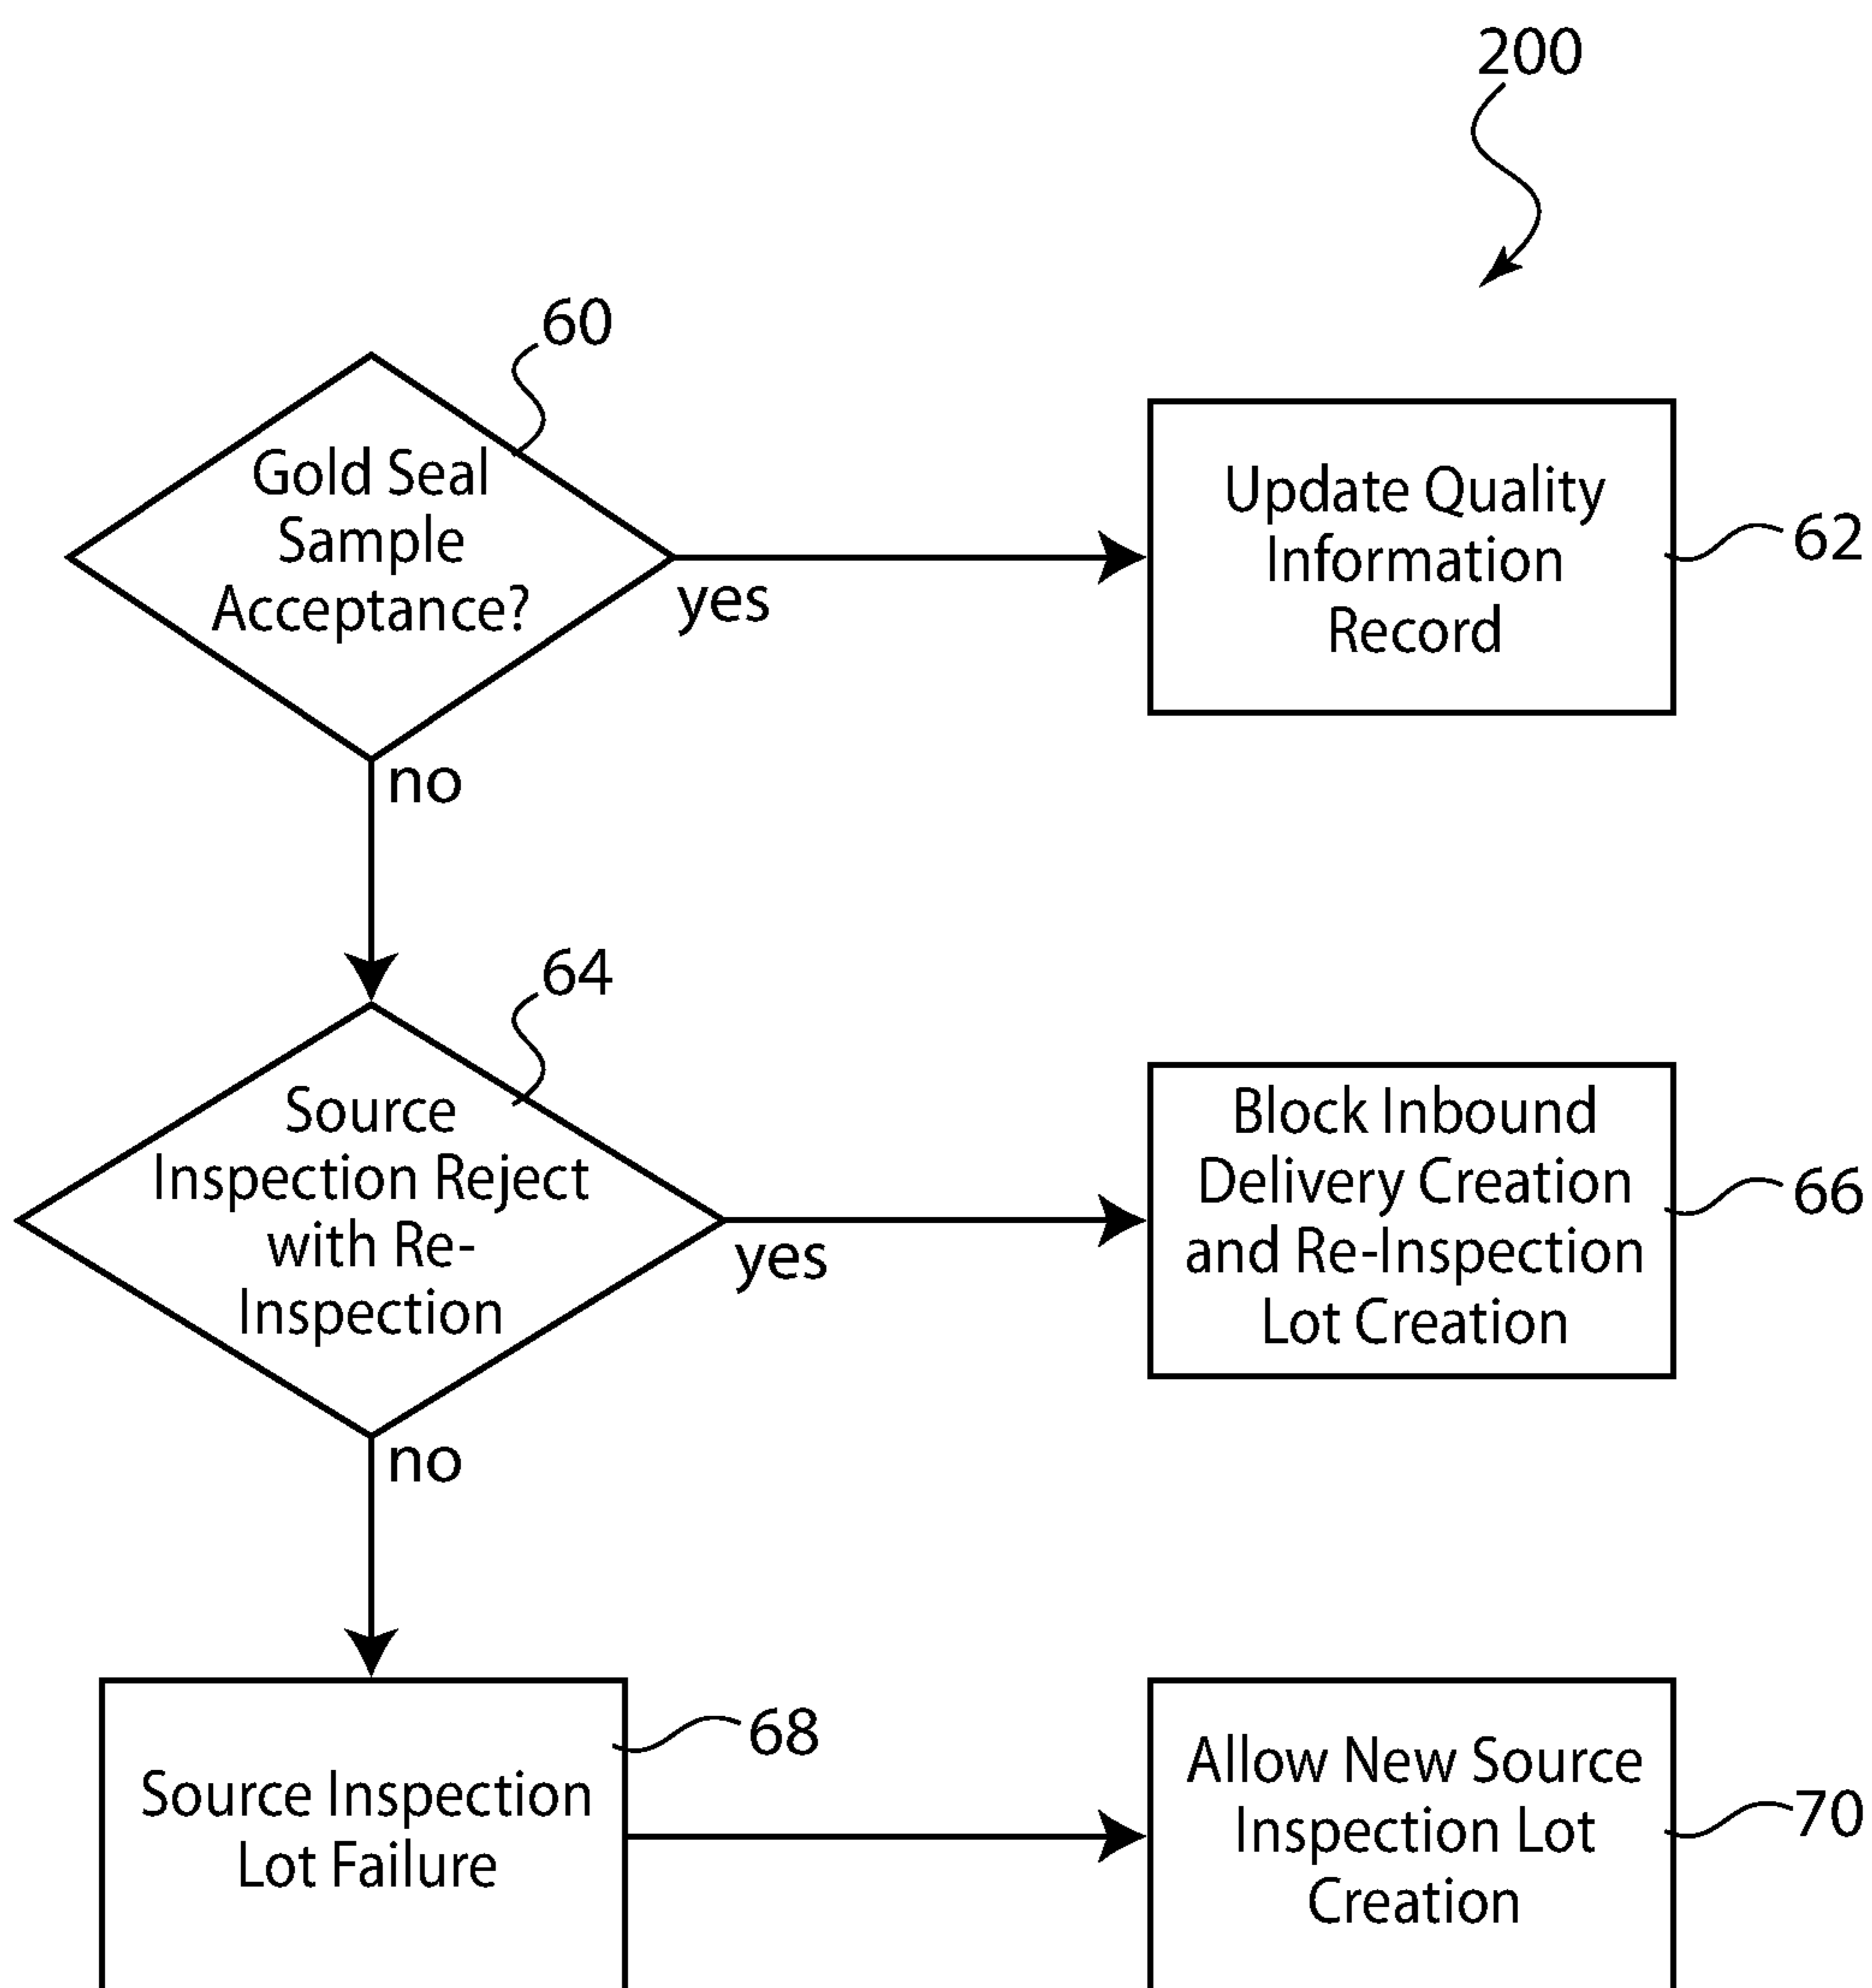 200
60
Gold Seal
Sample
Acceptance?
yes
Update Quality
Information
Record
62
no
64
Source
Inspection Reject
with Re-
Inspection
yes
Block Inbound
Delivery Creation
and Re-Inspection
Lot Creation
66
no
68
Source Inspection
Lot Failure
Allow New Source
Inspection Lot
Creation
70